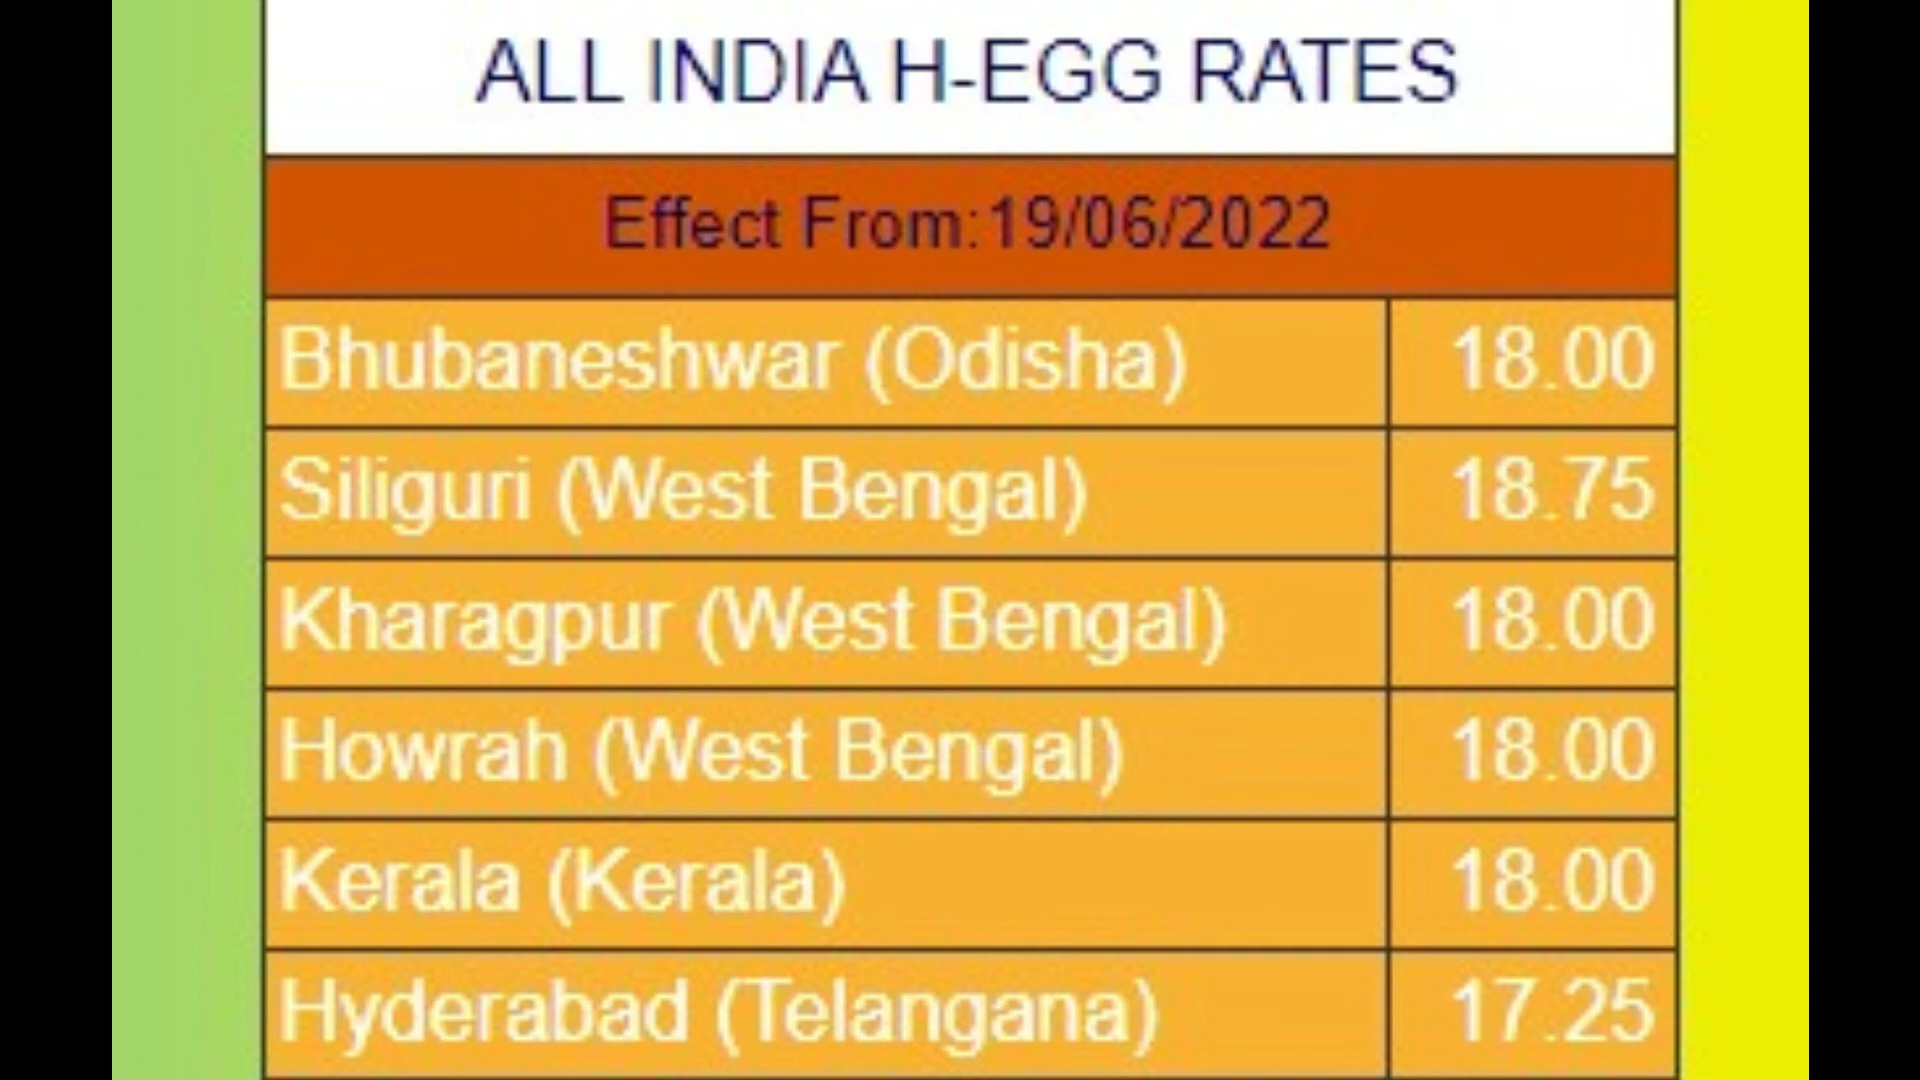 ALL INDIA H-EGG RATES
Effect From:19/06/2022
Bhubaneshwar (Odisha) 18.00
Siliguri (West Bengal) 18.75
Kharagpur (West Bengal) 18.00
Howrah (West Bengal) 18.00
Kerala (Kerala) 18.00
Hyderabad (Telangana) 17.25